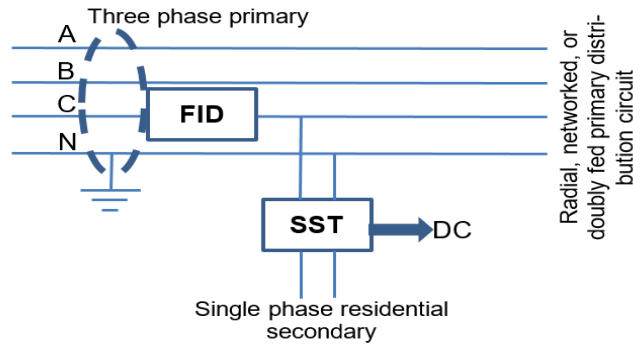 Three phase primary
A
B
C
N
FID
SST
DC
Single phase residential
secondary
Radial, networked, or
doubly fed primary distri-
bution circuit